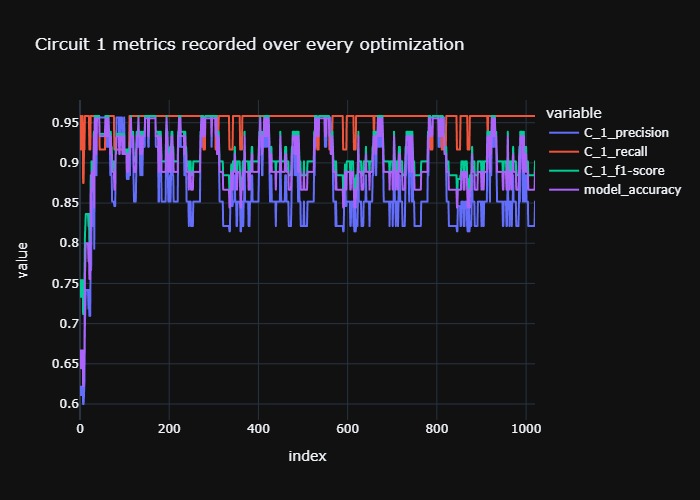 Circuit 1 metrics recorded over every optimization
variable
C_1_precision
C_1_recall
C_1_f1-score
model_accuracy
value
0.95
0.9
0.85
0.8
0.75
0.7
0.65
0.6
0
200
400
600
800
1000
index